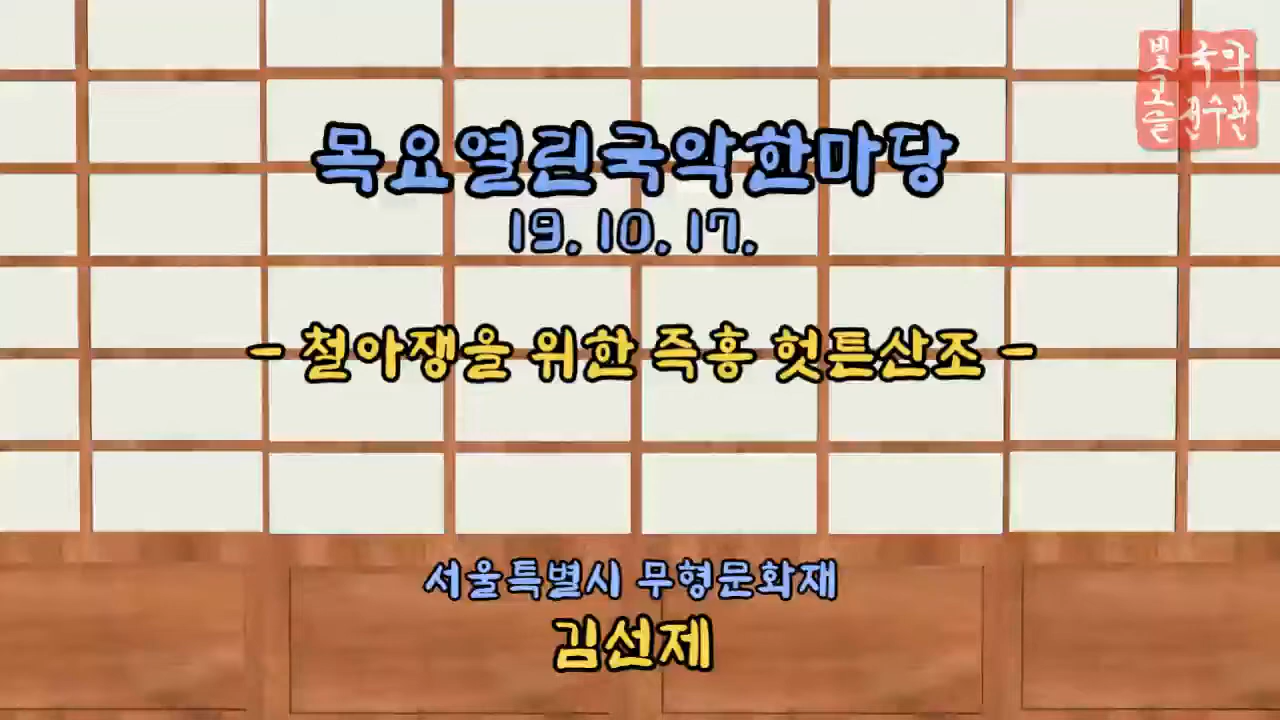 목요열린국악한마당
19. 10. 17.
- 철아쟁을 위한 즉흥 헛튼산조 -
서울특별시 무형문화재
김선제
빛고을
국악
전수관